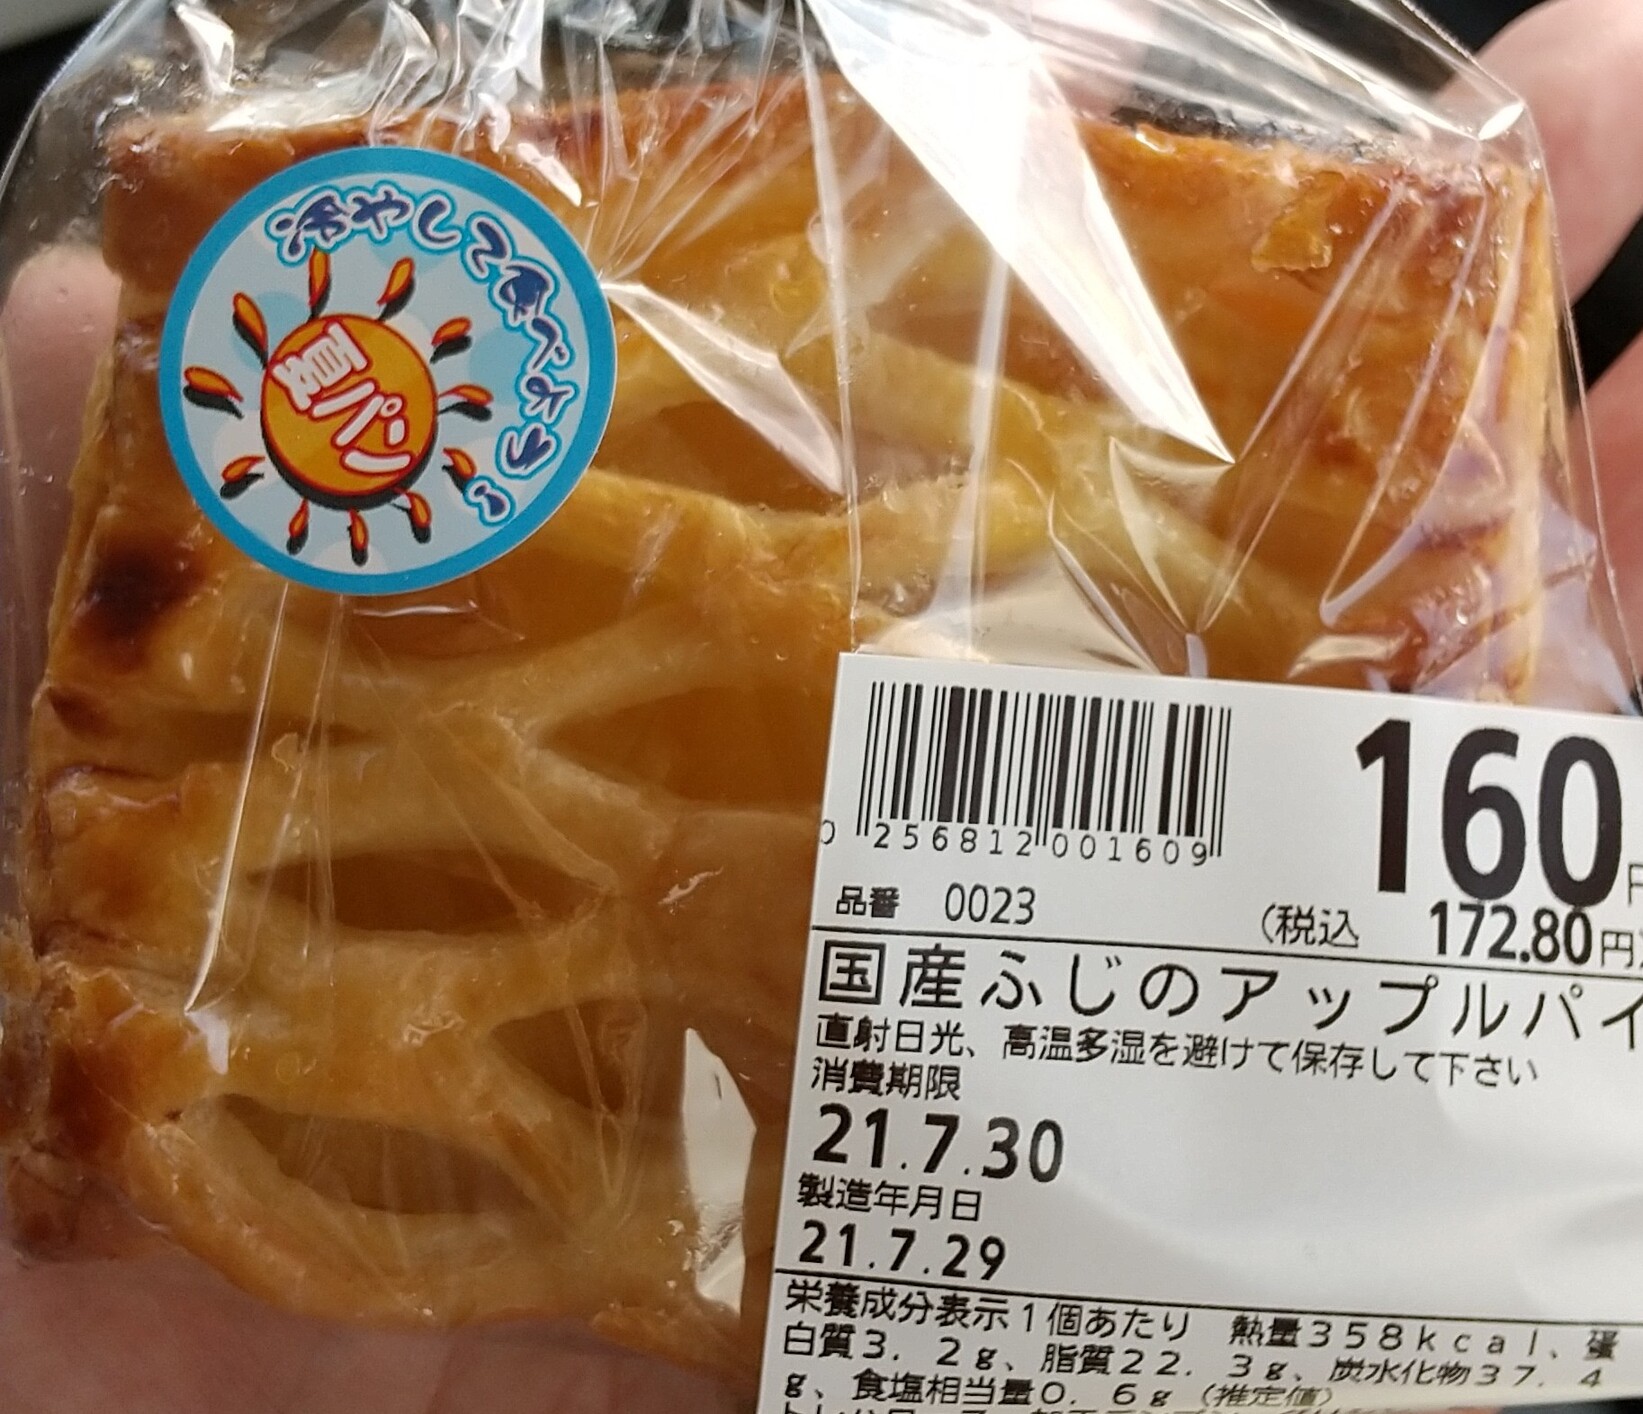 冷やして食べよう!!
夏パン
160円
0 256812 001609
品番 0023
(税込 172.80円)
国産ふじのアップルパイ
直射日光、高温多湿を避けて保存して下さい
消費期限
21.7.30
製造年月日
21.7.29
栄養成分表示1個あたり 熱量358kcal、蛋
白質3.2g、脂質22.3g、炭水化物37.4
g、食塩相当量0.6g(推定値)